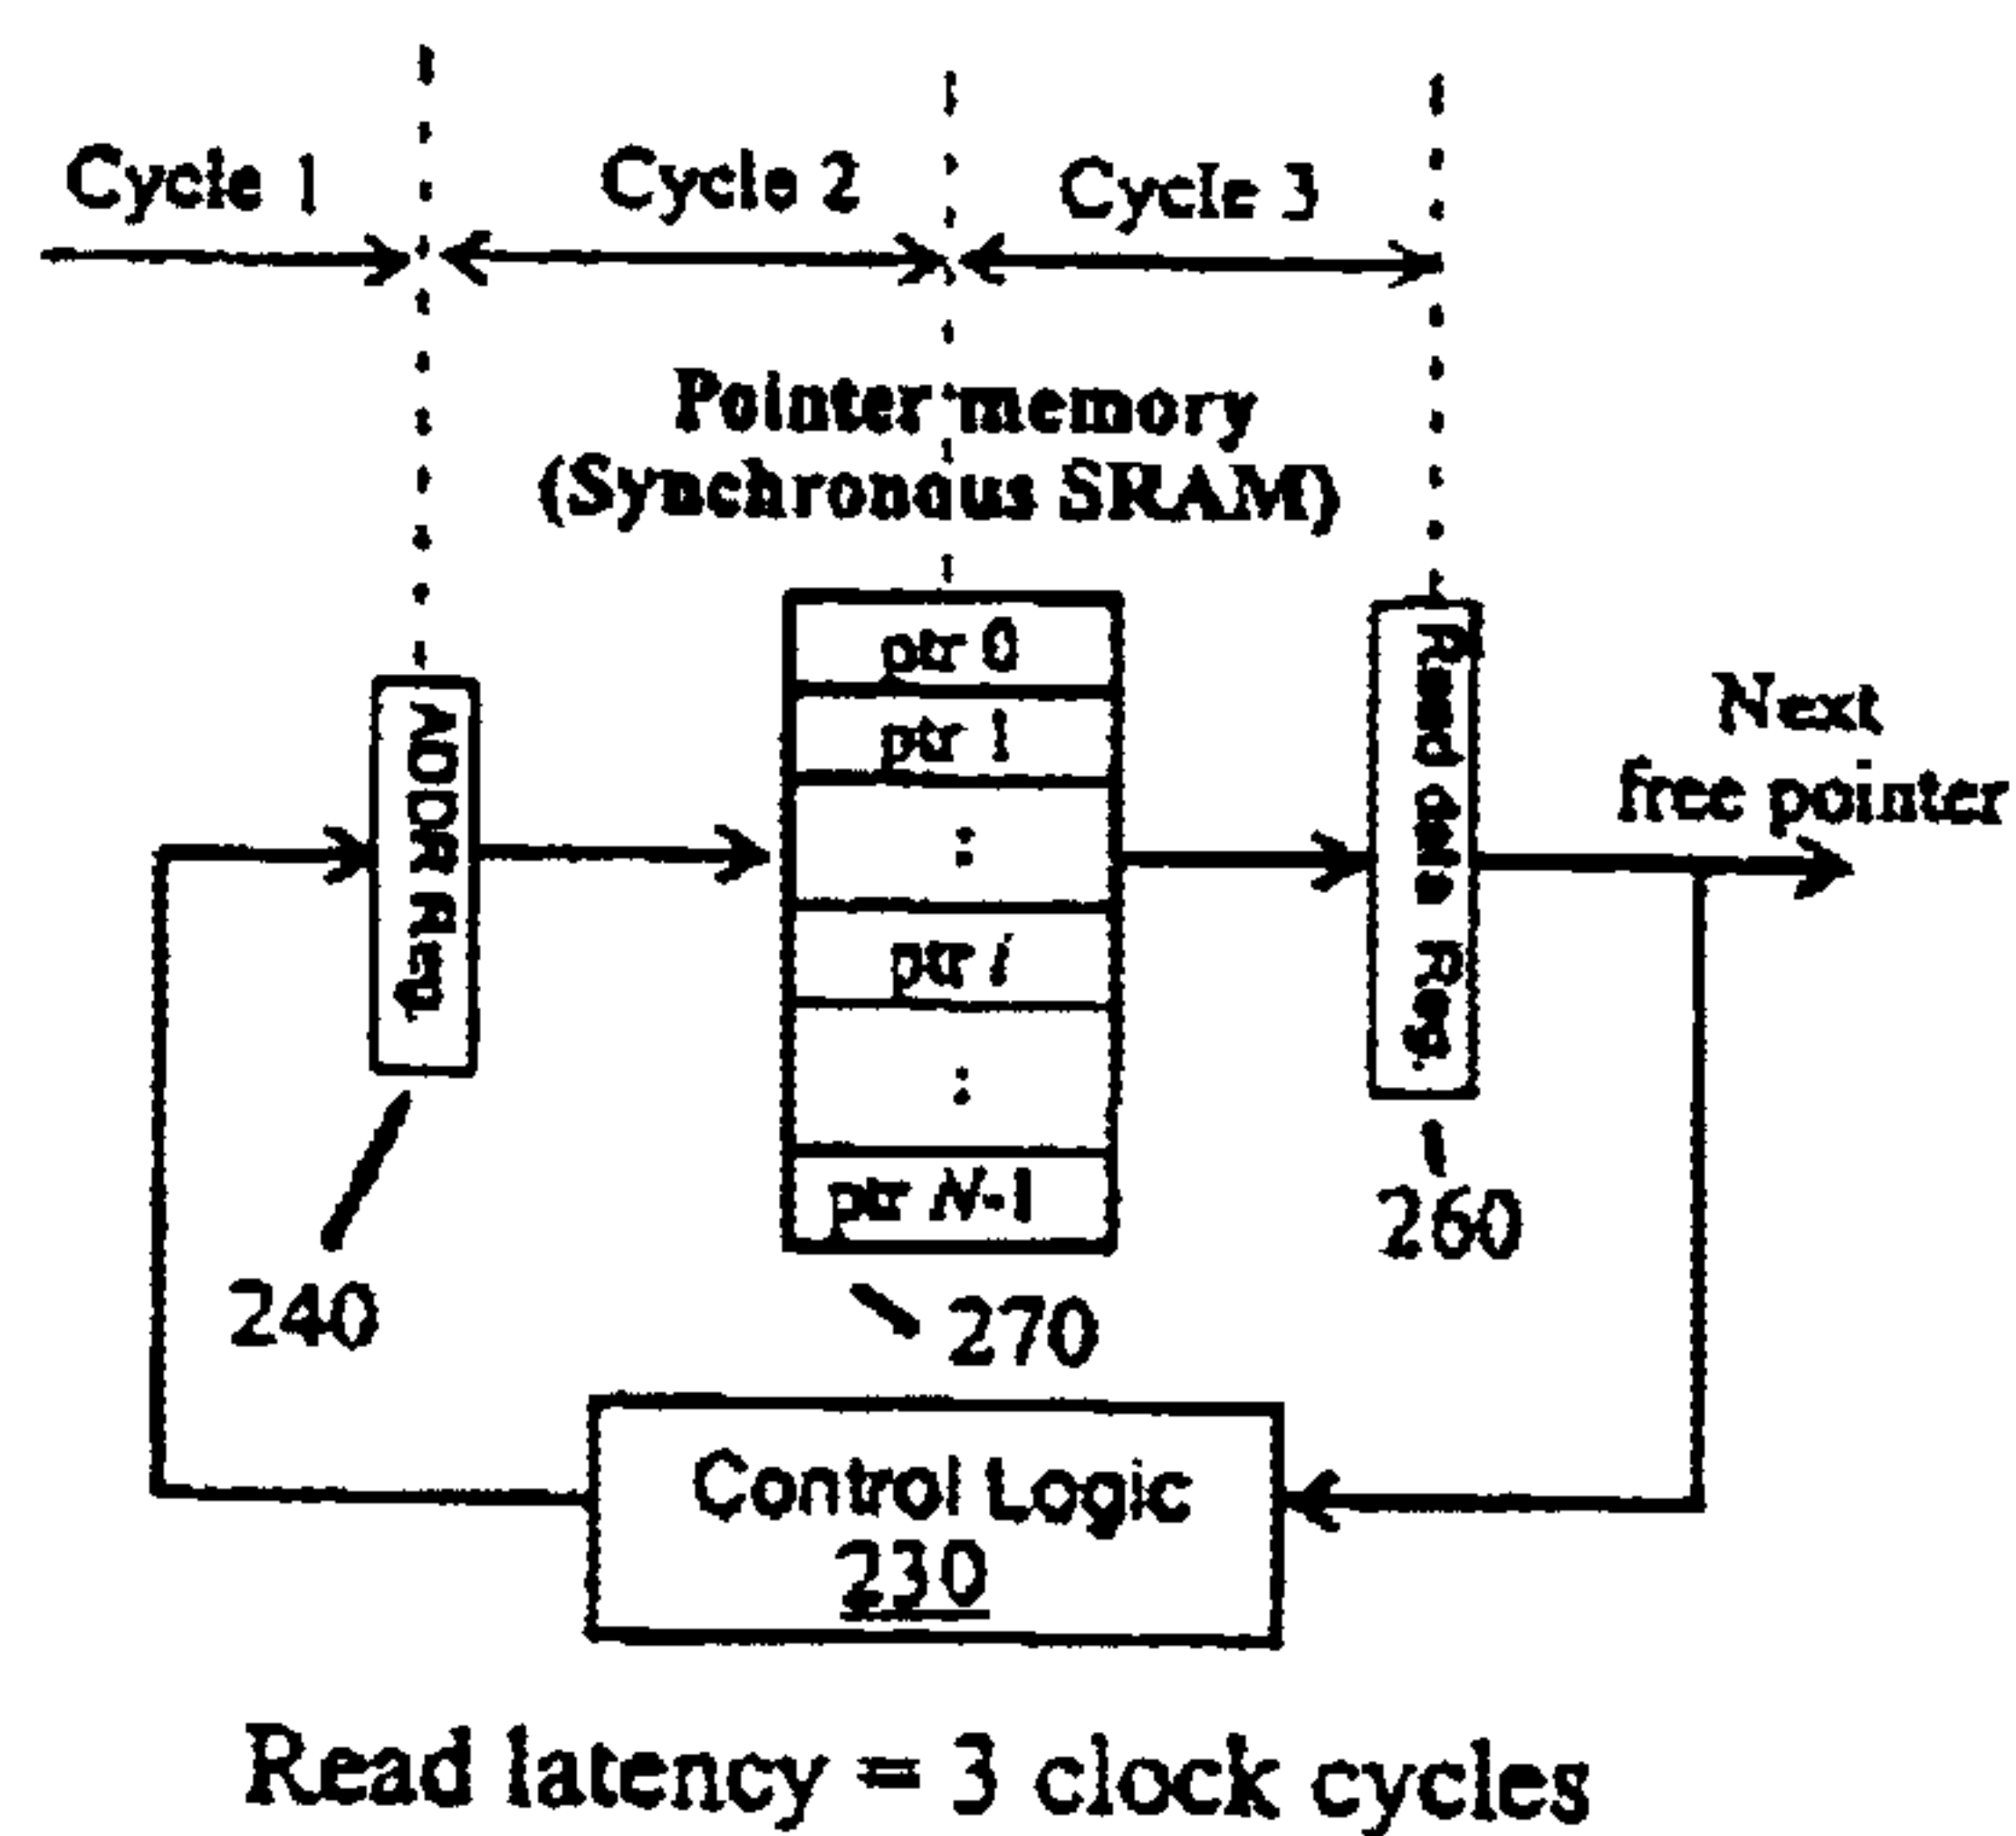 Cycle 1
Cycle 2
Cycle 3
Pointer memory
(Synchronous SRAM)
ptr 0
ptr 1
:
ptr i
:
ptr N-1
ADDR Reg.
Read data Reg.
Next
free pointer
240
270
260
Control Logic
230
Read latency = 3 clock cycles